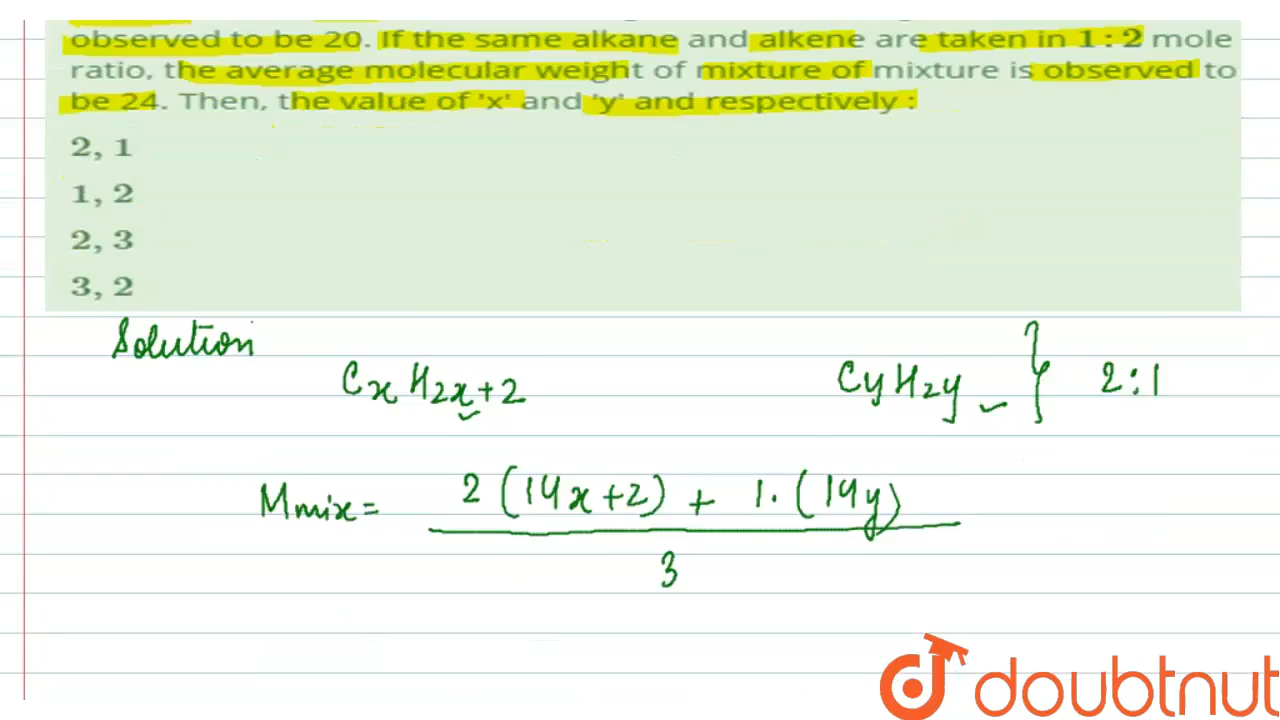 observed to be 20. If the same alkane and alkene are taken in 1 : 2 mole
ratio, the average molecular weight of mixture of mixture is observed to
be 24. Then, the value of 'x' and 'y' and respectively :
2, 1
1, 2
2, 3
3, 2
Solution
CxH2x+2 CyH2y } 2:1
Mmix = 2 (14x+2) + 1. (14y)
3
doubtnut